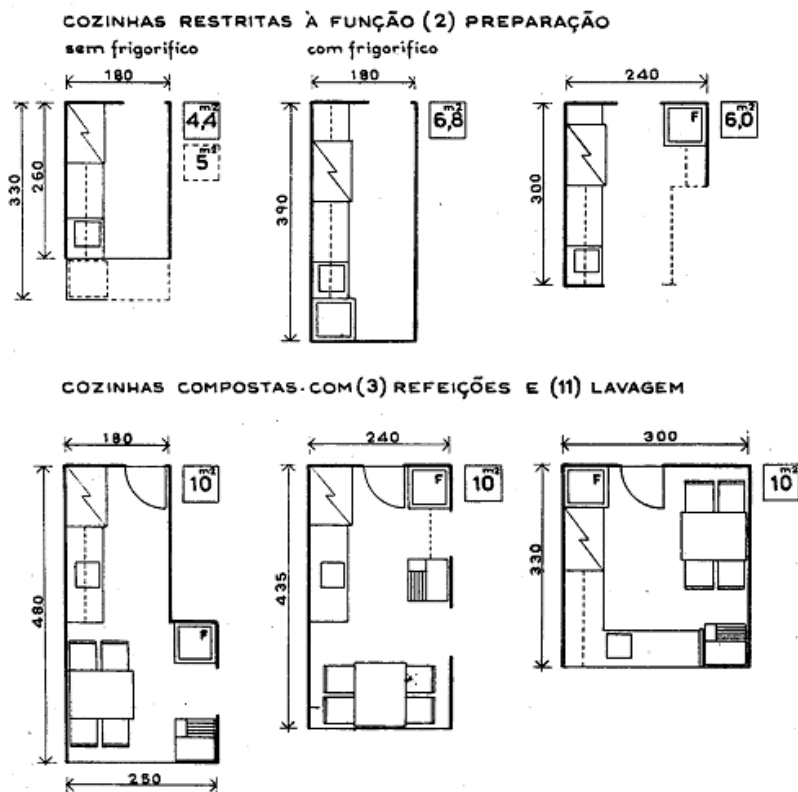 COZINHAS RESTRITAS À FUNÇÃO (2) PREPARAÇÃO
sem frigorifico
com frigorifico
180
180
240
m²
4,4
m²
5
m²
6,8
F
m²
6,0
330
260
390
300
COZINHAS COMPOSTAS-COM (3) REFEIÇÕES E (11) LAVAGEM
180
240
300
m²
10
F
m²
10
F
m²
10
480
435
330
F
250